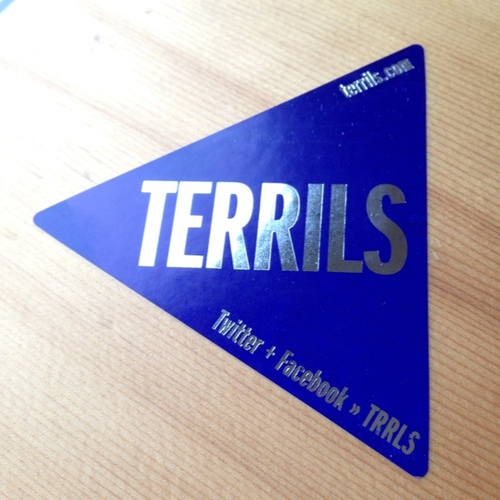 terrils.com
TERRILS
Twitter + Facebook » TRRLS